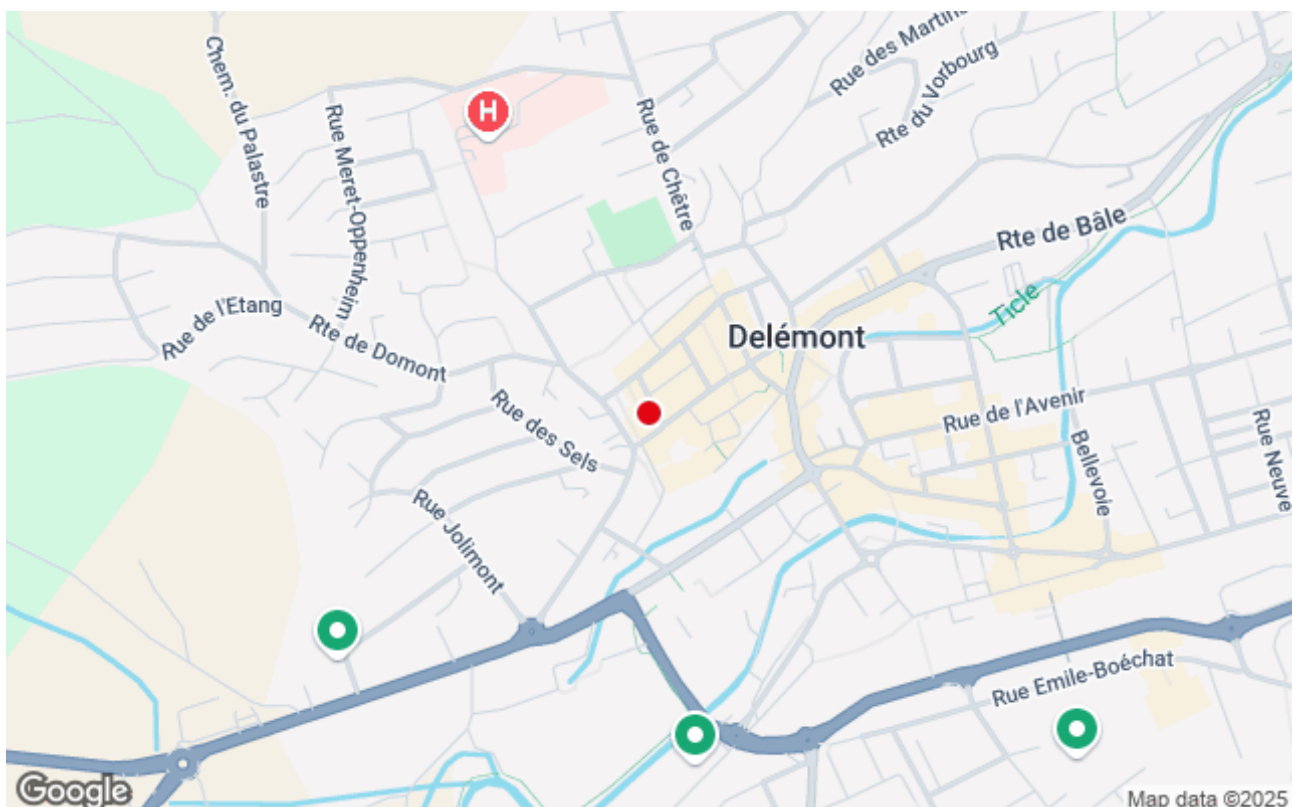 Rue des Martins
Chem. du Palastre
Rte du Vorbourg
H
Rue Meret-Oppenheim
Rue de Chêtre
Rte de Bâle
Ticle
Rue de l'Etang
Rte de Domont
Delémont
Rue de l'Avenir
Rue des Sels
Bellevoie
Rue Neuve
Rue Jolimont
Rue Emile-Boéchat
Google
Map data ©2025